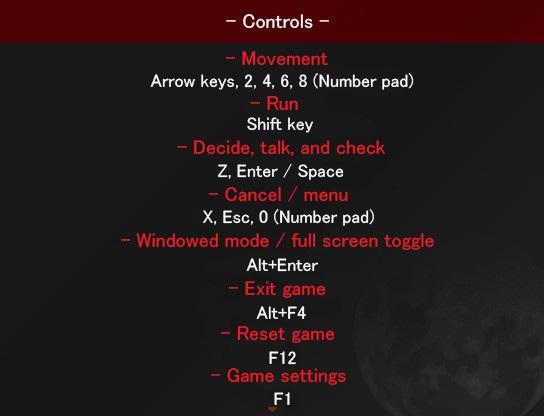 - Controls -
- Movement
Arrow keys, 2, 4, 6, 8 (Number pad)
- Run
Shift key
- Decide, talk, and check
Z, Enter / Space
- Cancel / menu
X, Esc, 0 (Number pad)
- Windowed mode / full screen toggle
Alt+Enter
- Exit game
Alt+F4
- Reset game
F12
- Game settings
F1